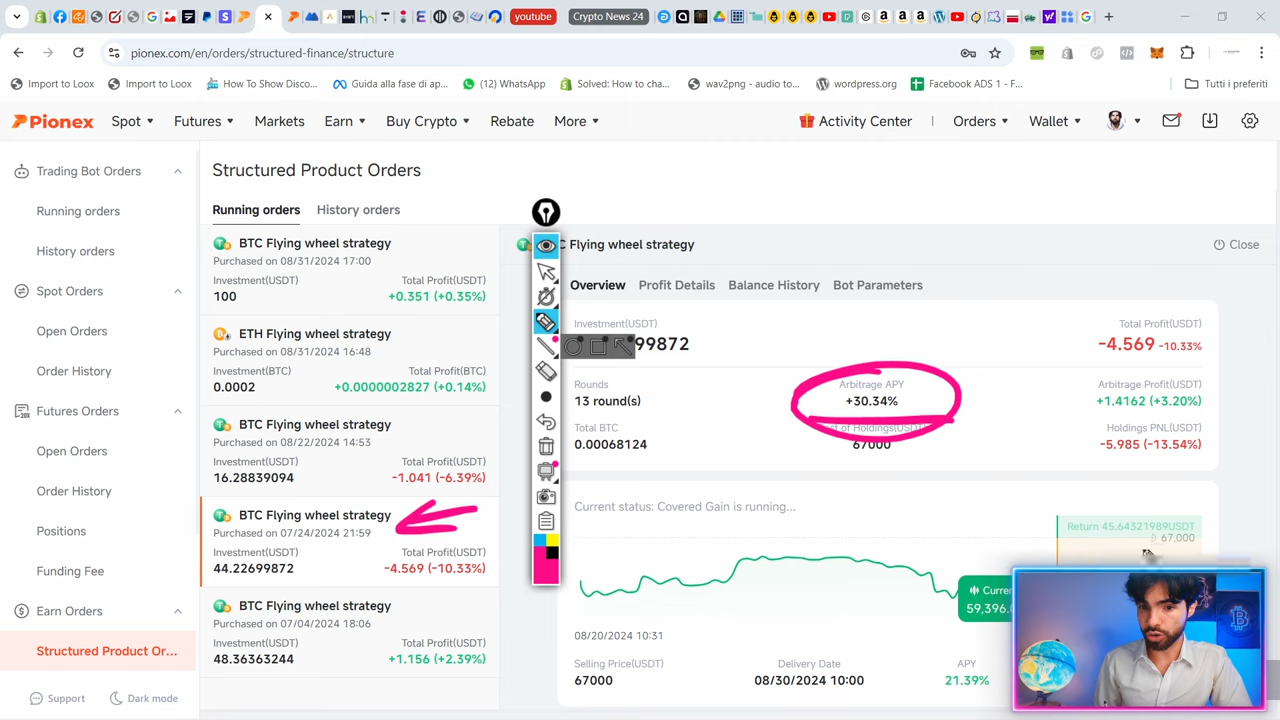 youtube
Crypto News 24
pionex.com/en/orders/structured-finance/structure
Import to Loox
Import to Loox
How To Show Disco...
Guida alla fase di ap...
(12) WhatsApp
Solved: How to cha...
wav2png - audio to...
wordpress.org
Facebook ADS 1 - F...
Tutti i preferiti
Pionex
Spot
Futures
Markets
Earn
Buy Crypto
Rebate
More
Activity Center
Orders
Wallet
Trading Bot Orders
Running orders
History orders
Spot Orders
Open Orders
Order History
Futures Orders
Open Orders
Order History
Positions
Funding Fee
Earn Orders
Structured Product Or...
Support
Dark mode
Structured Product Orders
Running orders
History orders
BTC Flying wheel strategy
Purchased on 08/31/2024 17:00
Investment(USDT) Total Profit(USDT)
100 +0.351 (+0.35%)
ETH Flying wheel strategy
Purchased on 08/31/2024 16:48
Investment(BTC) Total Profit(BTC)
0.0002 +0.0000002827 (+0.14%)
BTC Flying wheel strategy
Purchased on 08/22/2024 14:53
Investment(USDT) Total Profit(USDT)
16.28839094 -1.041 (-6.39%)
BTC Flying wheel strategy
Purchased on 07/24/2024 21:59
Investment(USDT) Total Profit(USDT)
44.22699872 -4.569 (-10.33%)
BTC Flying wheel strategy
Purchased on 07/04/2024 18:06
Investment(USDT) Total Profit(USDT)
48.36363244 +1.156 (+2.39%)
C Flying wheel strategy
Close
Overview
Profit Details
Balance History
Bot Parameters
Investment(USDT) Total Profit(USDT)
99872 -4.569 -10.33%
Rounds Arbitrage APY Arbitrage Profit(USDT)
13 round(s) +30.34% +1.4162 (+3.20%)
Total BTC st of Holdings(USDT) Holdings PNL(USDT)
0.00068124 67000 -5.985 (-13.54%)
Current status: Covered Gain is running...
Return 45.64321989USDT
67,000
Curre
59,396.
08/20/2024 10:31
Selling Price(USDT) Delivery Date APY
67000 08/30/2024 10:00 21.39%